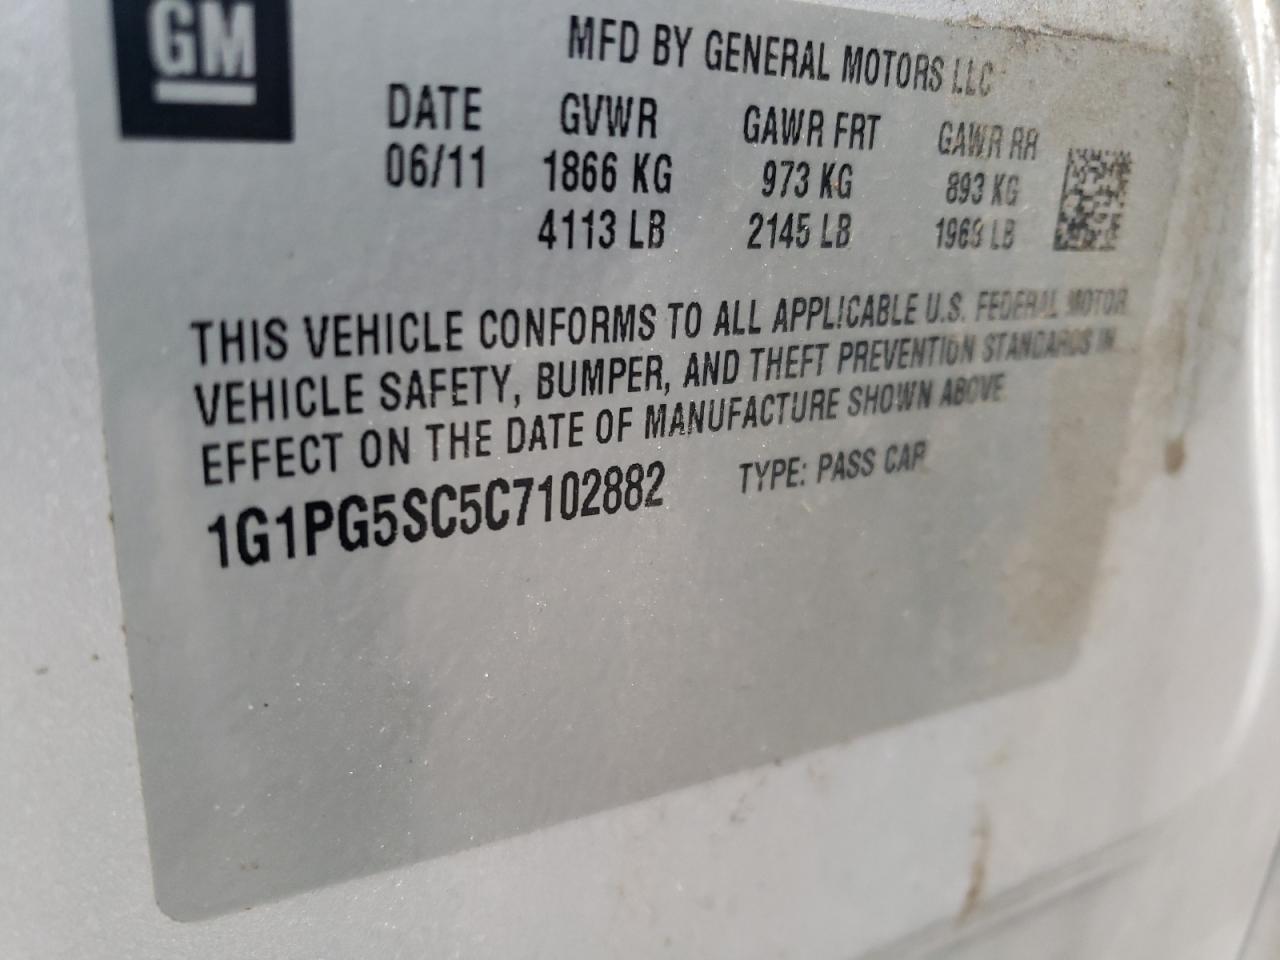 GM
MFD BY GENERAL MOTORS LLC
DATE GVWR GAWR FRT GAWR RR
06/11 1866 KG 973 KG 893 KG
4113 LB 2145 LB 1969 LB
THIS VEHICLE CONFORMS TO ALL APPLICABLE U.S. FEDERAL MOTOR
VEHICLE SAFETY, BUMPER, AND THEFT PREVENTION STANDARDS IN
EFFECT ON THE DATE OF MANUFACTURE SHOWN ABOVE.
1G1PG5SC5C7102882 TYPE: PASS CAR